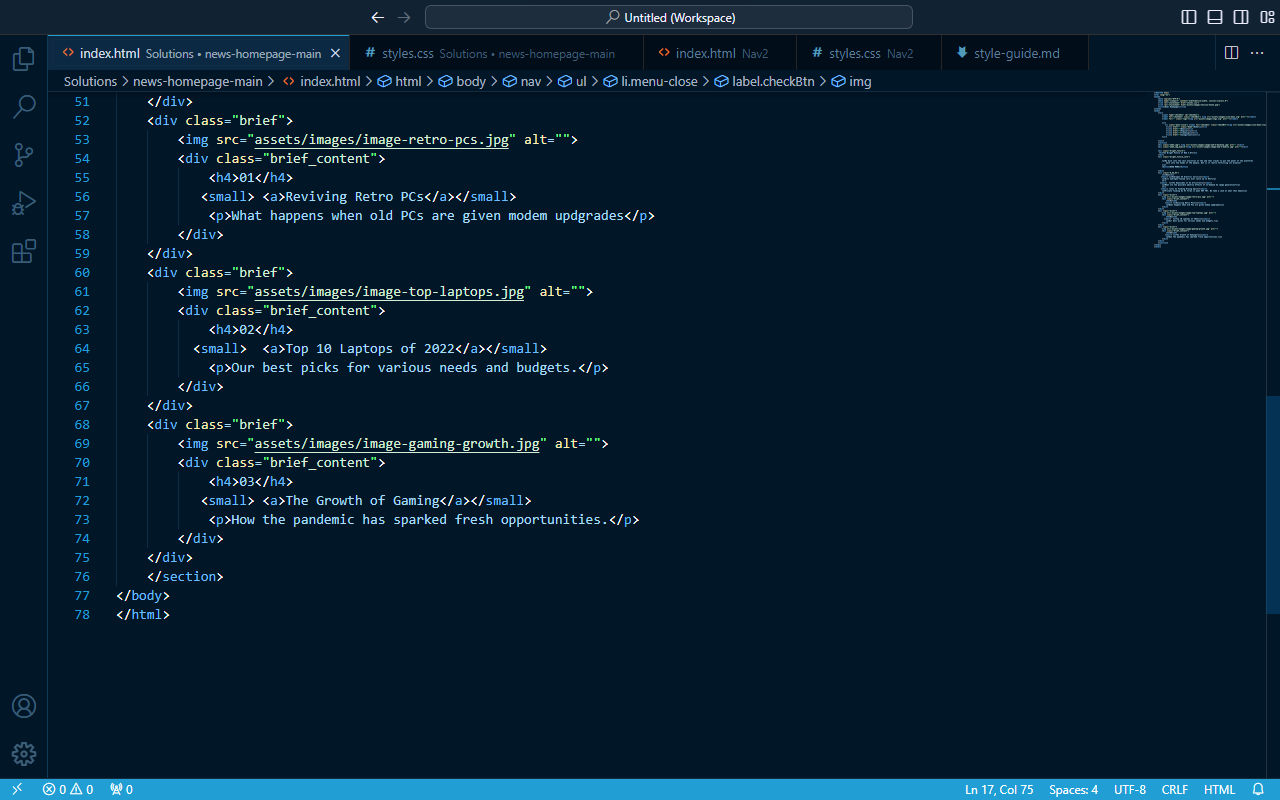 Untitled (Workspace)
index.html Solutions • news-homepage-main
styles.css Solutions • news-homepage-main
index.html Nav2
styles.css Nav2
style-guide.md
Solutions > news-homepage-main > index.html > html > body > nav > ul > li.menu-close > label.checkBtn > img
51 </div>
52 <div class="brief">
53 <img src="assets/images/image-retro-pcs.jpg" alt="">
54 <div class="brief_content">
55 <h4>01</h4>
56 <small> <a>Reviving Retro PCs</a></small>
57 <p>What happens when old PCs are given modem updgrades</p>
58 </div>
59 </div>
60 <div class="brief">
61 <img src="assets/images/image-top-laptops.jpg" alt="">
62 <div class="brief_content">
63 <h4>02</h4>
64 <small>  <a>Top 10 Laptops of 2022</a></small>
65 <p>Our best picks for various needs and budgets.</p>
66 </div>
67 </div>
68 <div class="brief">
69 <img src="assets/images/image-gaming-growth.jpg" alt="">
70 <div class="brief_content">
71 <h4>03</h4>
72 <small> <a>The Growth of Gaming</a></small>
73 <p>How the pandemic has sparked fresh opportunities.</p>
74 </div>
75 </div>
76 </section>
77 </body>
78 </html>
0 0 0
Ln 17, Col 75 Spaces: 4 UTF-8 CRLF HTML